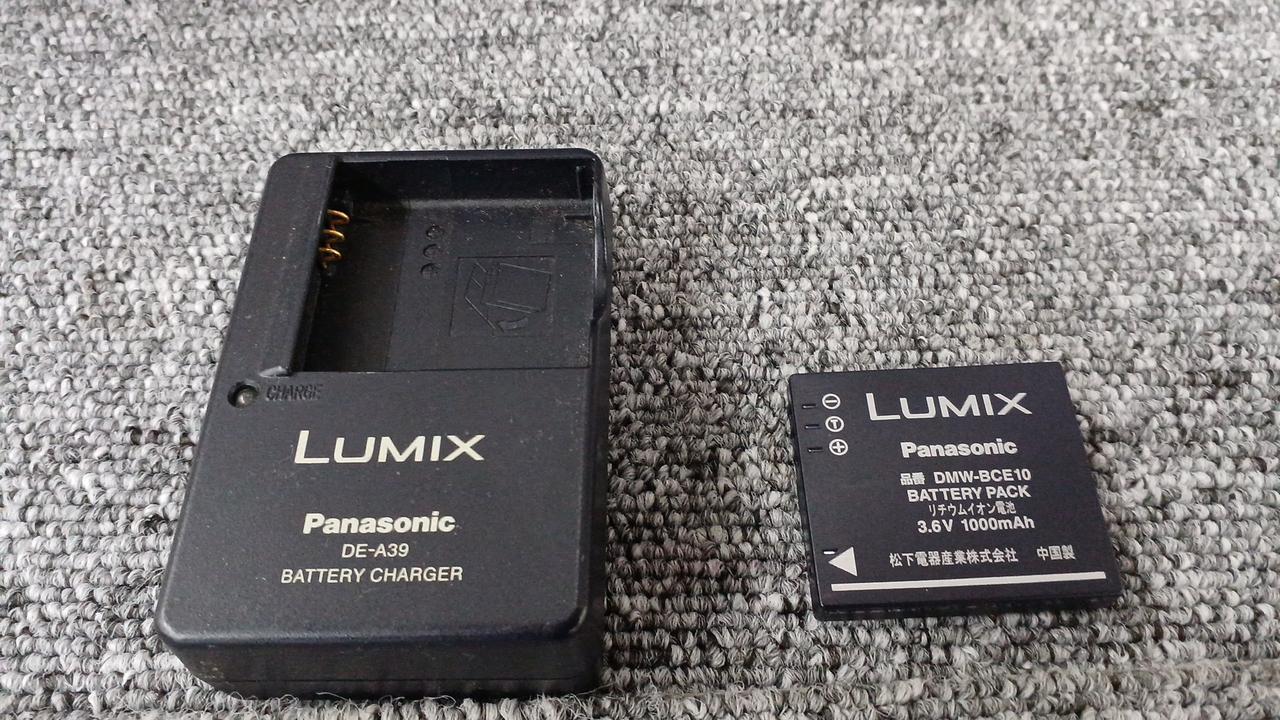 CHARGE
LUMIX
Panasonic
DE-A39
BATTERY CHARGER
LUMIX
Panasonic
品番 DMW-BCE10
BATTERY PACK
リチウムイオン電池
3.6V 1000mAh
松下電器産業株式会社 中国製
⊖
T
⊕